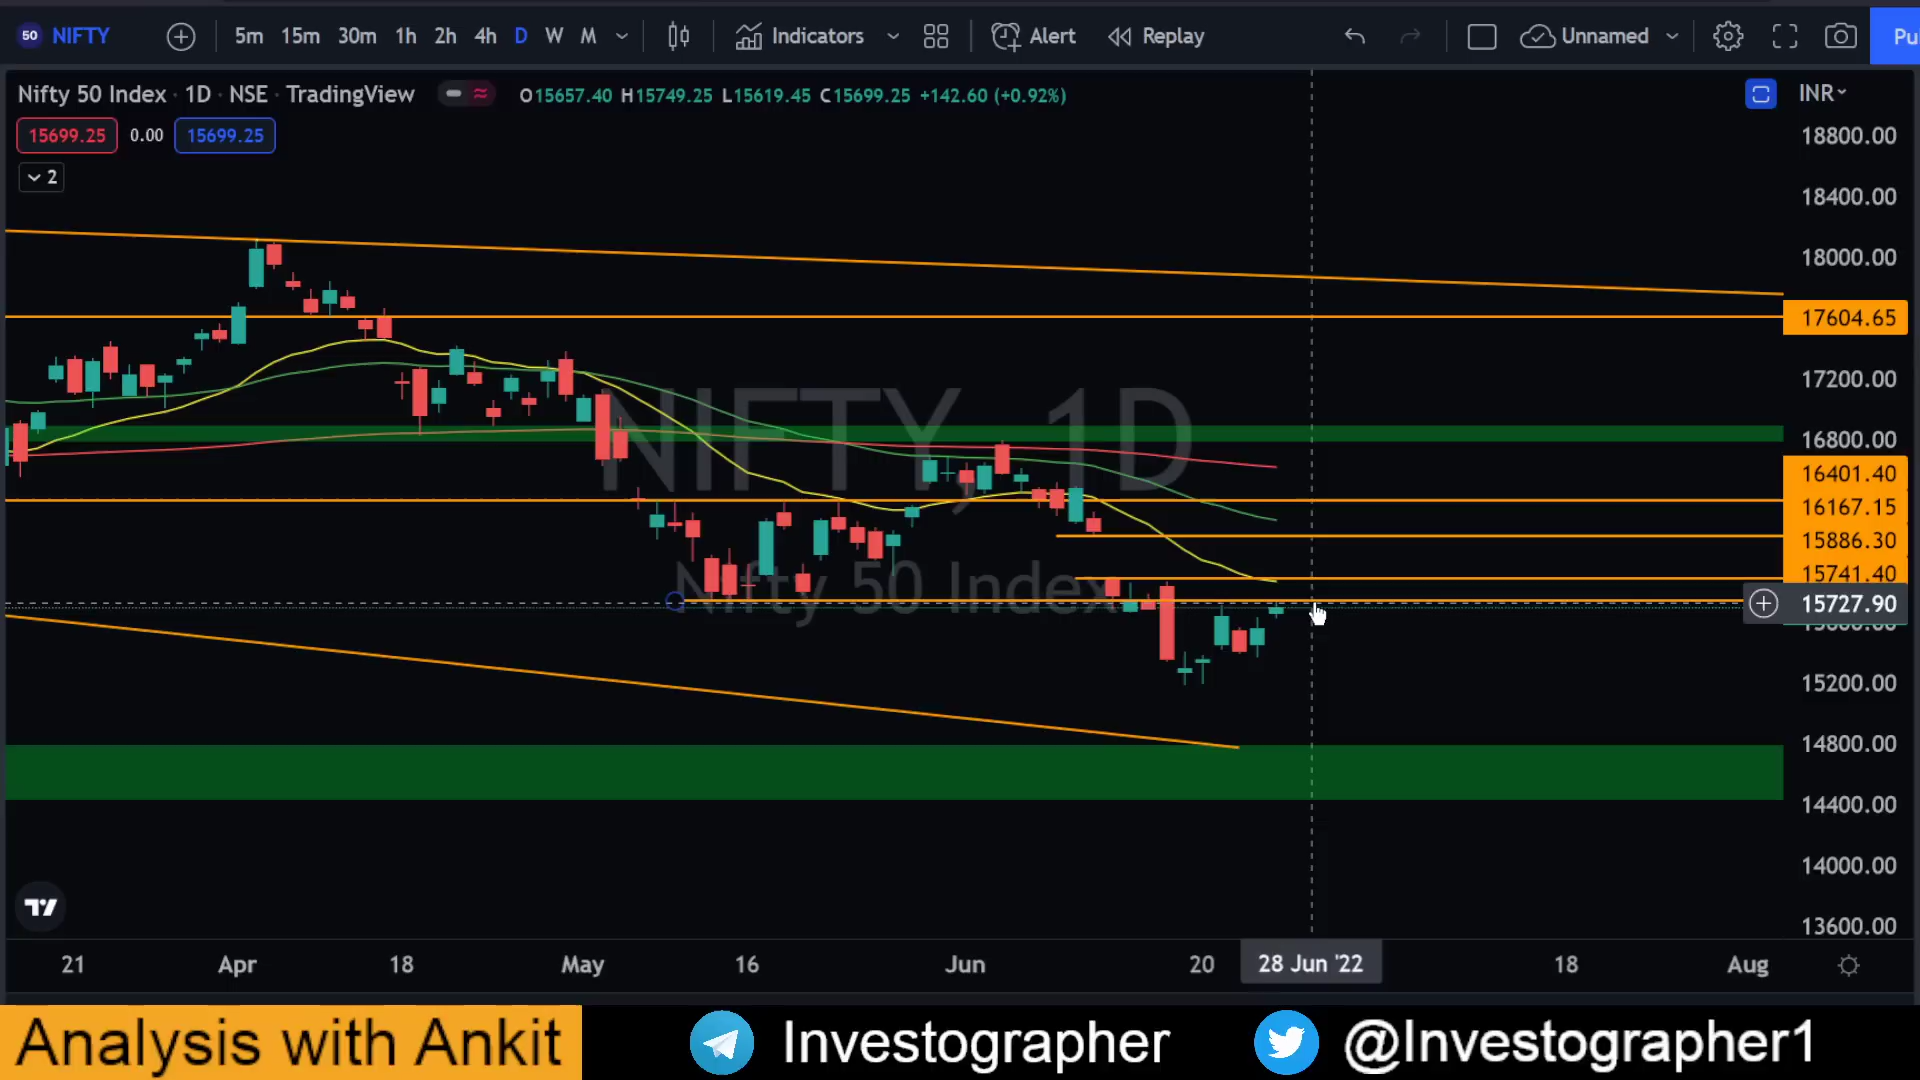 50 NIFTY 5m 15m 30m 1h 2h 4h D W M Indicators Alert Replay Unnamed Pu
Nifty 50 Index · 1D · NSE · TradingView O15657.40 H15749.25 L15619.45 C15699.25 +142.60 (+0.92%) INR
15699.25 0.00 15699.25
2
18800.00
18400.00
18000.00
17604.65
17200.00
16800.00
16401.40
16167.15
15886.30
15741.40
15727.90
15200.00
14800.00
14400.00
14000.00
13600.00
NIFTY, 1D
Nifty 50 Index
21 Apr 18 May 16 Jun 20 28 Jun '22 18 Aug
Analysis with Ankit Investographer @Investographer1